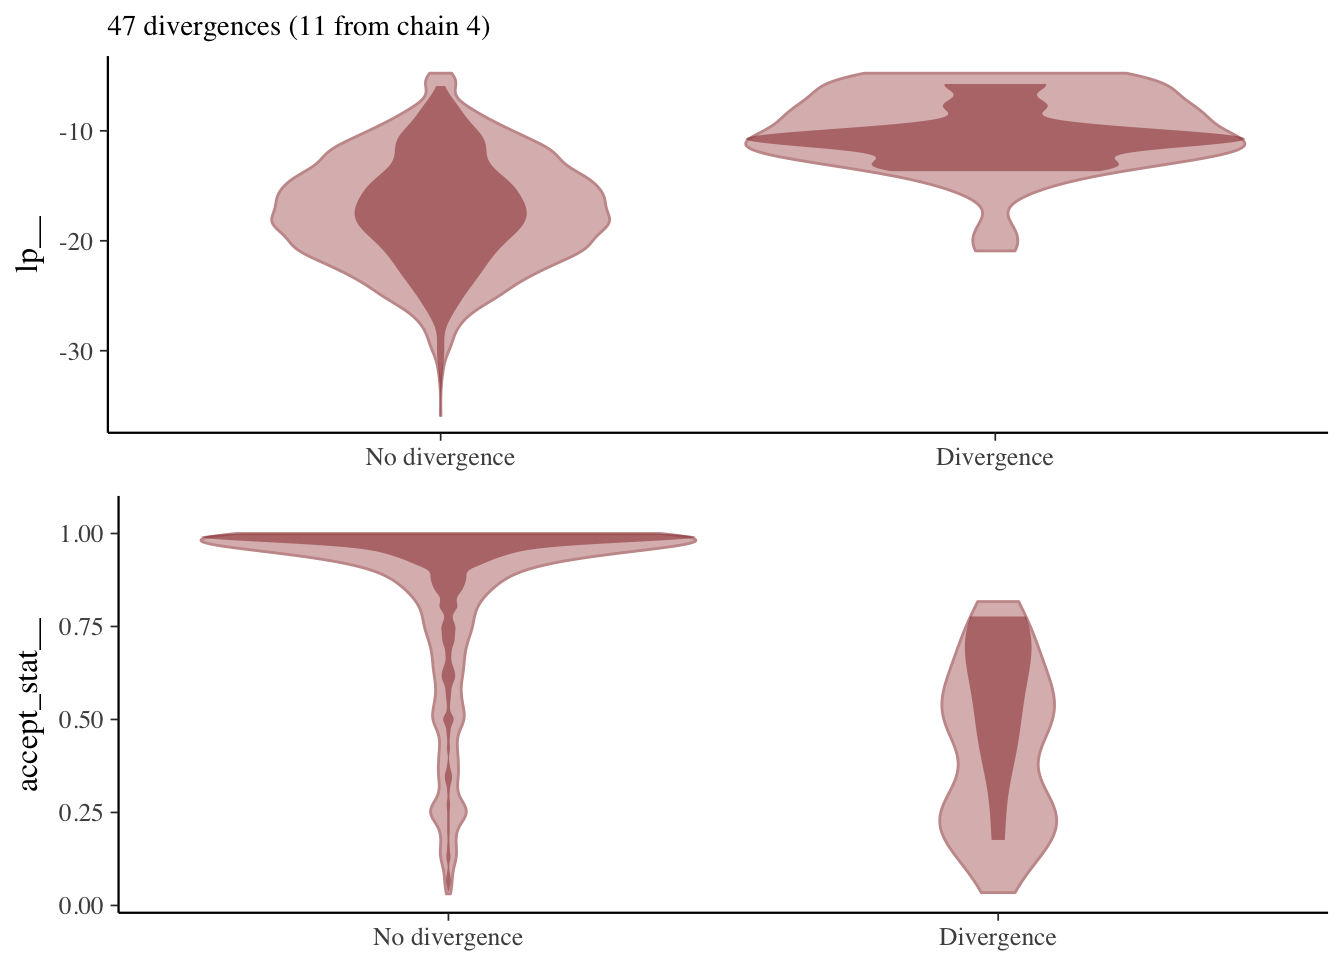 47 divergences (11 from chain 4)
lp__
-10
-20
-30
No divergence
Divergence
accept_stat__
1.00
0.75
0.50
0.25
0.00
No divergence
Divergence